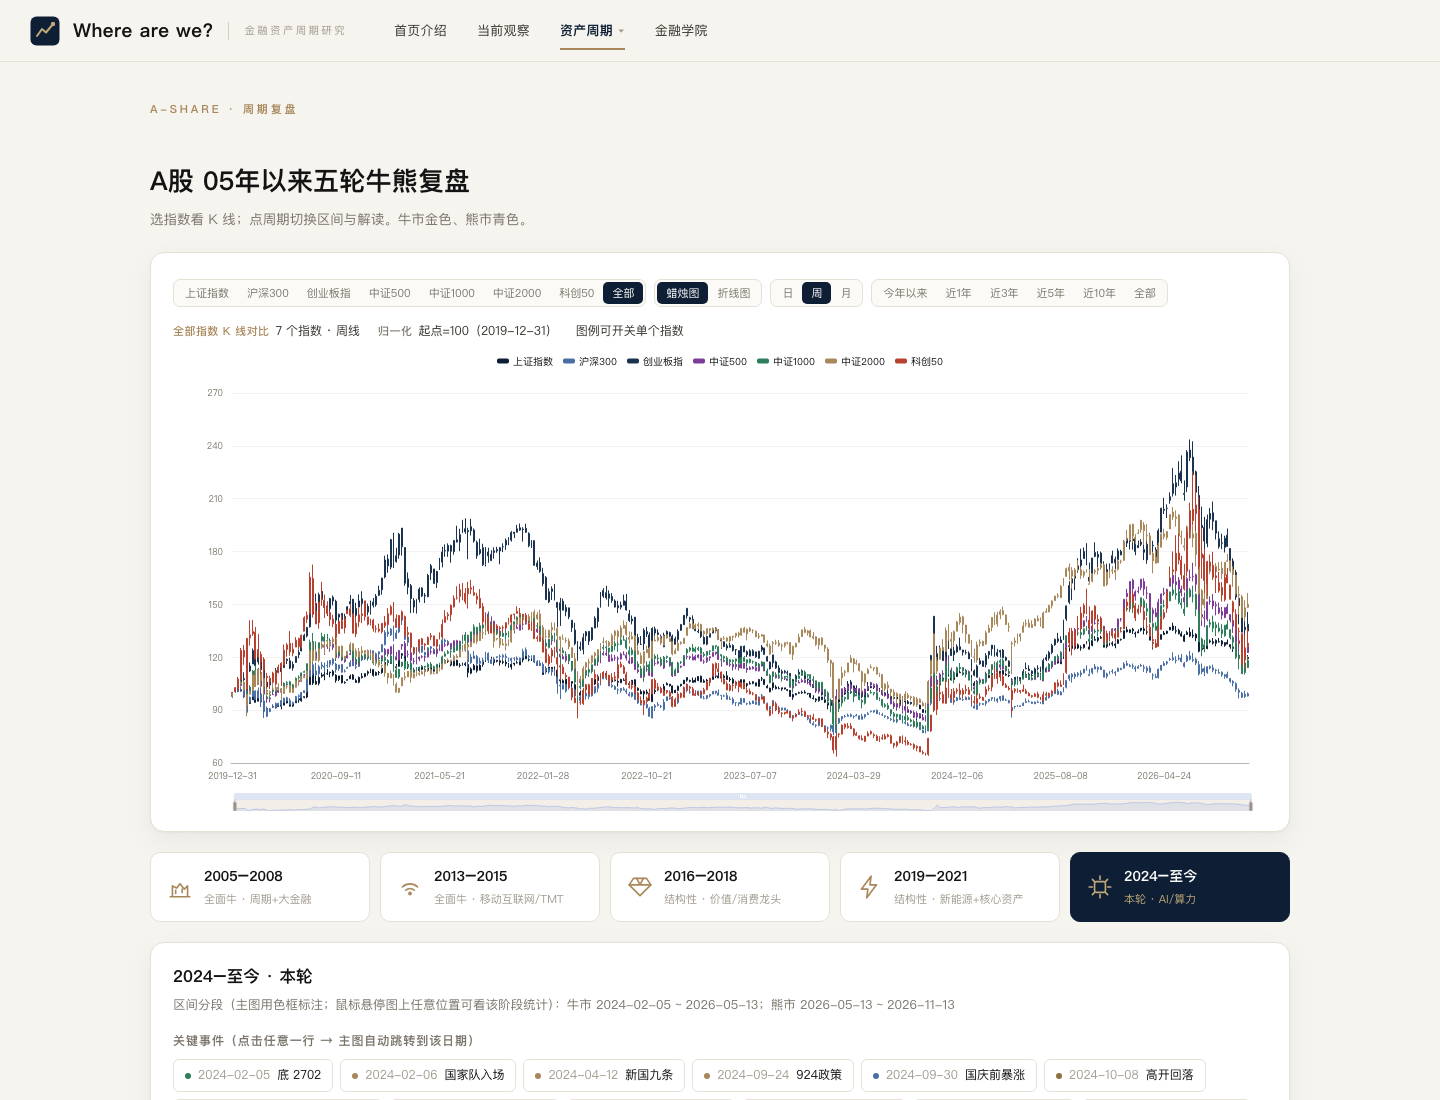 Where are we? 金融资产周期研究 首页介绍 当前观察 资产周期 金融学院
A–SHARE · 周期复盘
A股 05年以来五轮牛熊复盘
选指数看 K 线；点周期切换区间与解读。牛市金色、熊市青色。
上证指数 沪深300 创业板指 中证500 中证1000 中证2000 科创50 全部 蜡烛图 折线图 日 周 月 今年以来 近1年 近3年 近5年 近10年 全部
全部指数 K 线对比 7 个指数 · 周线 归一化 起点=100（2019–12–31） 图例可开关单个指数
上证指数 沪深300 创业板指 中证500 中证1000 中证2000 科创50
270
240
210
180
150
120
90
60
2019–12–31 2020–09–11 2021–05–21 2022–01–28 2022–10–21 2023–07–07 2024–03–29 2024–12–06 2025–08–08 2026–04–24
2005—2008 2013—2015 2016—2018 2019—2021 2024—至今
全面牛 · 周期+大金融 全面牛 · 移动互联网/TMT 结构性 · 价值/消费龙头 结构性 · 新能源+核心资产 本轮 · AI/算力
2024—至今 · 本轮
区间分段（主图用色框标注；鼠标悬停图上任意位置可看该阶段统计）：牛市 2024–02–05 ~ 2026–05–13；熊市 2026–05–13 ~ 2026–11–13
关键事件（点击任意一行 → 主图自动跳转到该日期）
2024–02–05 底 2702 2024–02–06 国家队入场 2024–04–12 新国九条 2024–09–24 924政策 2024–09–30 国庆前暴涨 2024–10–08 高开回落